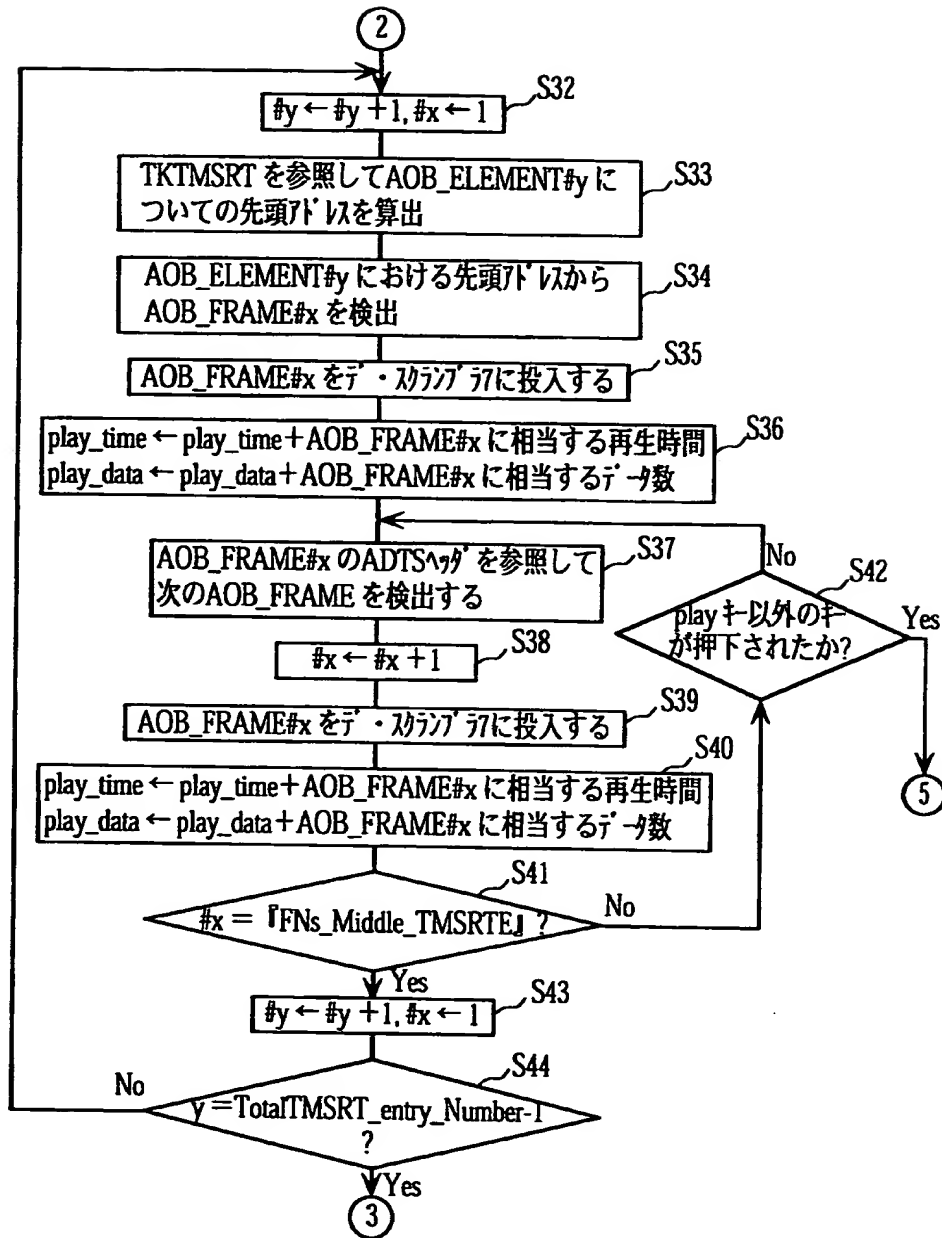 2
S32
#y ← #y + 1, #x ← 1
S33
TKTMSRT を参照してAOB_ELEMENT#y に
ついての先頭アドレスを算出
S34
AOB_ELEMENT#y における先頭アドレスから
AOB_FRAME#x を検出
S35
AOB_FRAME#x をデ・スクランブラアに投入する
S36
play_time ← play_time+AOB_FRAME#x に相当する再生時間
play_data ← play_data+AOB_FRAME#x に相当するデータ数
S37
AOB_FRAME#x のADTSヘッダを参照して
次のAOB_FRAME を検出する
No
S42
play キー以外のキー
が押下されたか?
Yes
5
S38
#x ← #x + 1
S39
AOB_FRAME#x をデ・スクランブラアに投入する
S40
play_time ← play_time+AOB_FRAME#x に相当する再生時間
play_data ← play_data+AOB_FRAME#x に相当するデータ数
S41
#x = 『FNs_Middle_TMSRTE』 ?
No
Yes
S43
#y ← #y + 1, #x ← 1
S44
No
y =TotalTMSRT_entry_Number-1
?
Yes
3